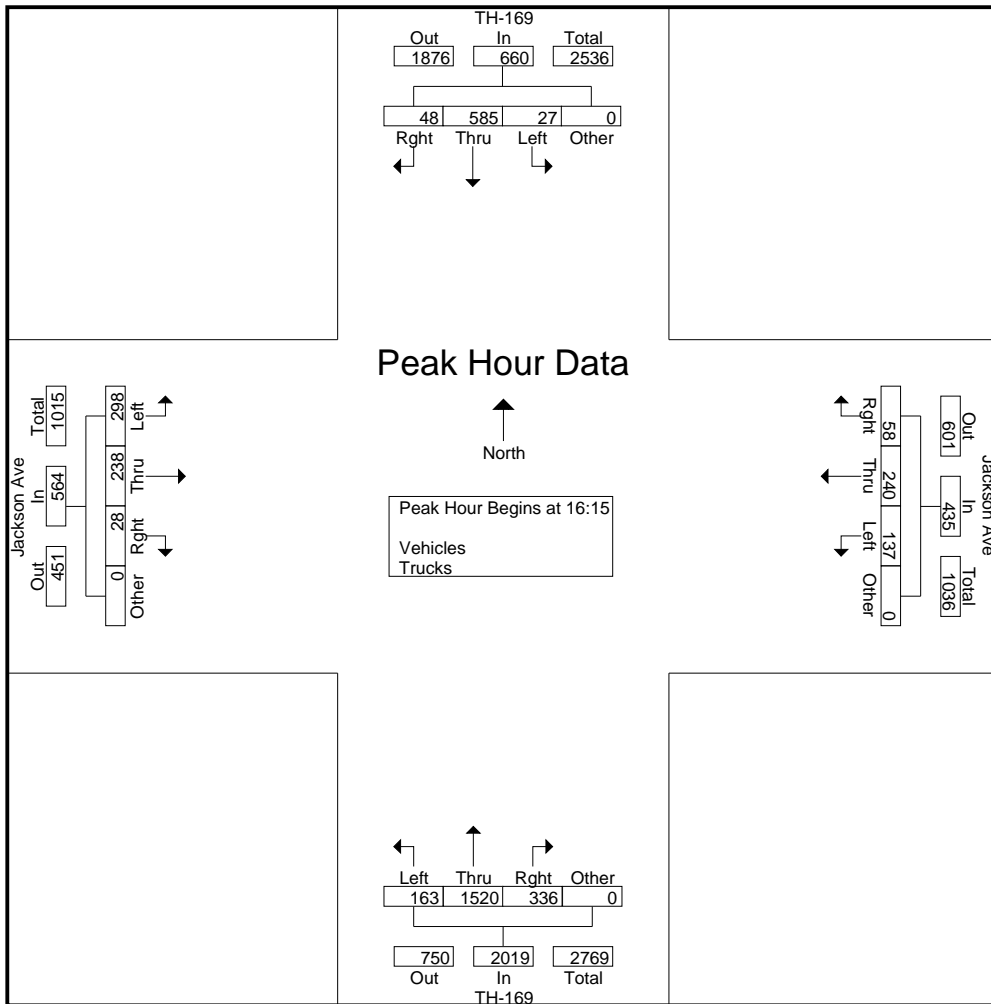 TH-169
Out In Total
1876 660 2536
48 585 27 0
Rght Thru Left Other
Peak Hour Data
North
Peak Hour Begins at 16:15
Vehicles
Trucks
Jackson Ave
Total In Out
1015 564 451
298 238 28 0
Left Thru Rght Other
Jackson Ave
Out In Total
601 435 1036
58 240 137 0
Rght Thru Left Other
Left Thru Rght Other
163 1520 336 0
750 2019 2769
Out In Total
TH-169